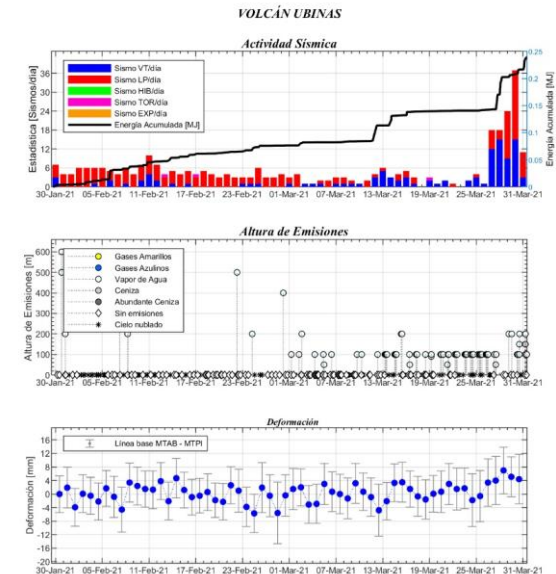 VOLCÁN UBINAS
Actividad Sísmica
Estadistica [Sismos/dia]
36
30
24
18
12
6
0
Sismo VT/dia
Sismo LP/dia
Sismo HIB/dia
Sismo TOR/dia
Sismo EXP/dia
Energía Acumulada [MJ]
0.25
0.2
0.15
0.1
0.05
0
Energía Acumulada [MJ]
30-Jan-21 05-Feb-21 11-Feb-21 17-Feb-21 23-Feb-21 01-Mar-21 07-Mar-21 13-Mar-21 19-Mar-21 25-Mar-21 31-Mar-21
Altura de Emisiones
Altura de Emisiones [m]
600
500
400
300
200
100
0
Gases Amarillos
Gases Azulinos
Vapor de Agua
Ceniza
Abundante Ceniza
Sin emisiones
Cielo nublado
30-Jan-21 05-Feb-21 11-Feb-21 17-Feb-21 23-Feb-21 01-Mar-21 07-Mar-21 13-Mar-21 19-Mar-21 25-Mar-21 31-Mar-21
Deformación
Deformación [mm]
16
12
8
4
0
-4
-8
-12
-16
-20
Línea base MTAB - MTPI
30-Jan-21 05-Feb-21 11-Feb-21 17-Feb-21 23-Feb-21 01-Mar-21 07-Mar-21 13-Mar-21 19-Mar-21 25-Mar-21 31-Mar-21